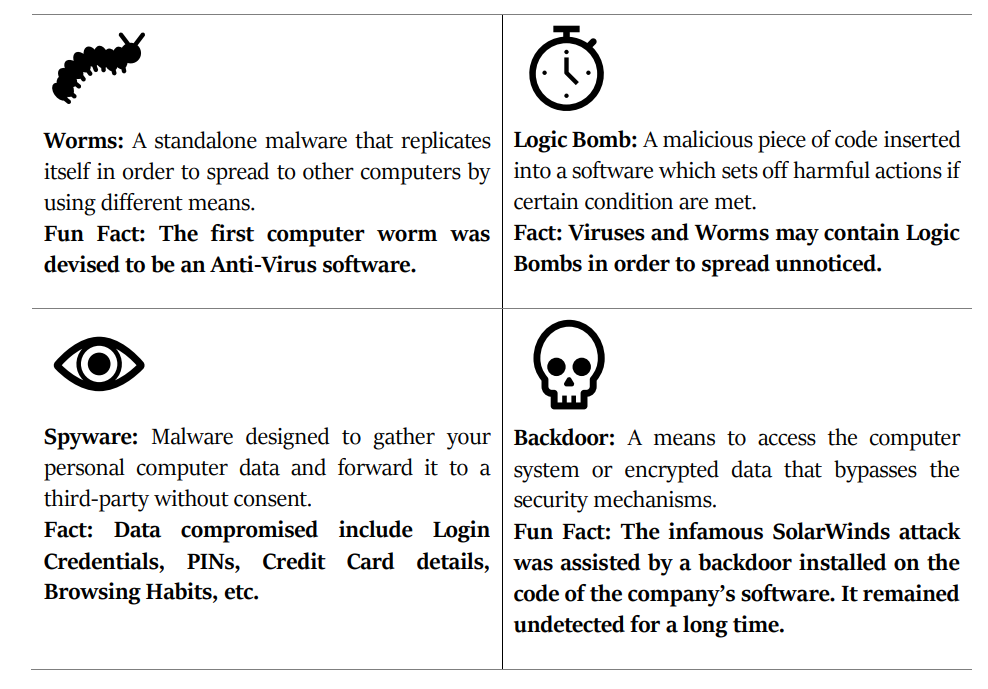 Worms: A standalone malware that replicates
itself in order to spread to other computers by
using different means.
Fun Fact: The first computer worm was
devised to be an Anti-Virus software.
Logic Bomb: A malicious piece of code inserted
into a software which sets off harmful actions if
certain condition are met.
Fact: Viruses and Worms may contain Logic
Bombs in order to spread unnoticed.
Spyware: Malware designed to gather your
personal computer data and forward it to a
third-party without consent.
Fact: Data compromised include Login
Credentials, PINs, Credit Card details,
Browsing Habits, etc.
Backdoor: A means to access the computer
system or encrypted data that bypasses the
security mechanisms.
Fun Fact: The infamous SolarWinds attack
was assisted by a backdoor installed on the
code of the company’s software. It remained
undetected for a long time.